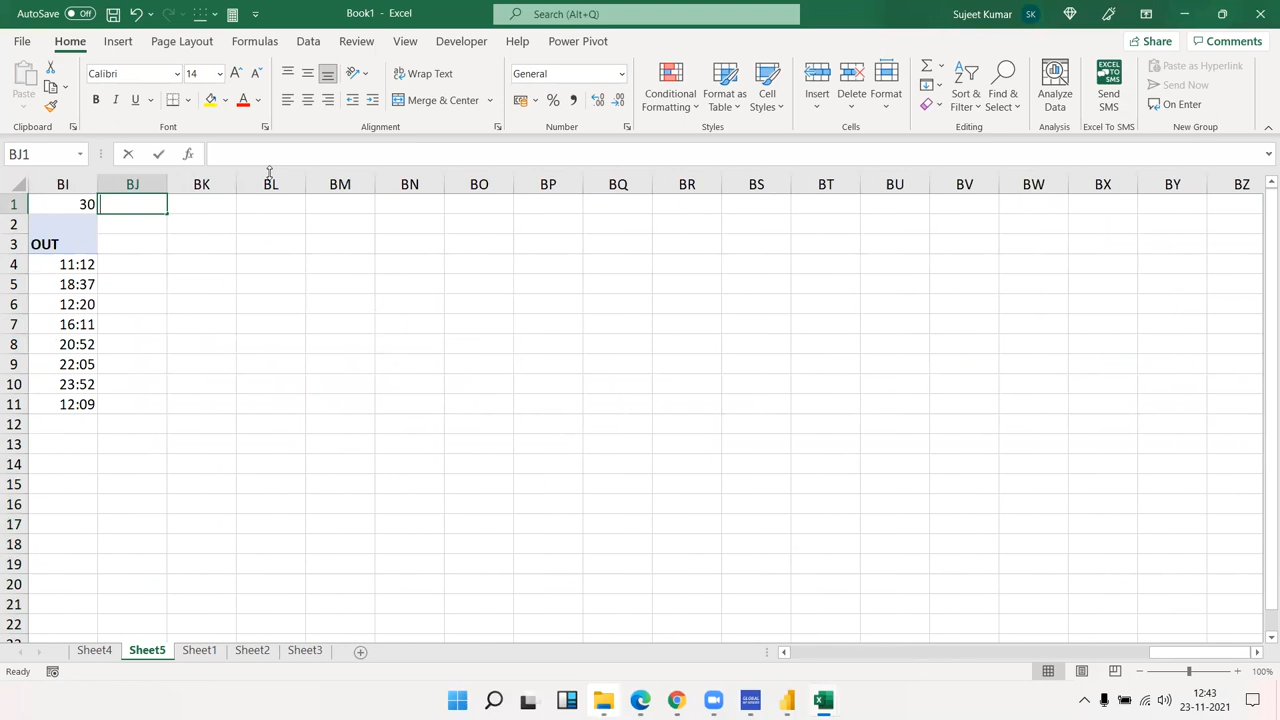 AutoSave Off
Book1 - Excel
Search (Alt+Q)
Sujeet Kumar SK
File Home Insert Page Layout Formulas Data Review View Developer Help Power Pivot
Share Comments
Paste
Calibri 14
B I U
Wrap Text
Merge & Center
General
Conditional Formatting
Format as Table
Cell Styles
Insert Delete Format
Sort & Filter
Find & Select
Analyze Data
Send SMS
Paste as Hyperlink
Send Now
On Enter
Clipboard Font Alignment Number Styles Cells Editing Analysis Excel To SMS New Group
BJ1 fx
BI BJ BK BL BM BN BO BP BQ BR BS BT BU BV BW BX BY BZ
1 30
2
3 OUT
4 11:12
5 18:37
6 12:20
7 16:11
8 20:52
9 22:05
10 23:52
11 12:09
12
13
14
15
16
17
18
19
20
21
22
Sheet4 Sheet5 Sheet1 Sheet2 Sheet3
Ready
100%
12:43
23-11-2021